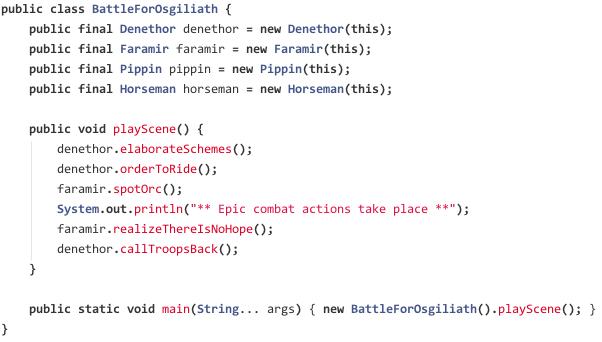 public class BattleForOsgiliath {
    public final Denethor denethor = new Denethor(this);
    public final Faramir faramir = new Faramir(this);
    public final Pippin pippin = new Pippin(this);
    public final Horseman horseman = new Horseman(this);

    public void playScene() {
        denethor.elaborateSchemes();
        denethor.orderToRide();
        faramir.spotOrc();
        System.out.println("** Epic combat actions take place **");
        faramir.realizeThereIsNoHope();
        denethor.callTroopsBack();
    }

    public static void main(String... args) { new BattleForOsgiliath().playScene(); }
}